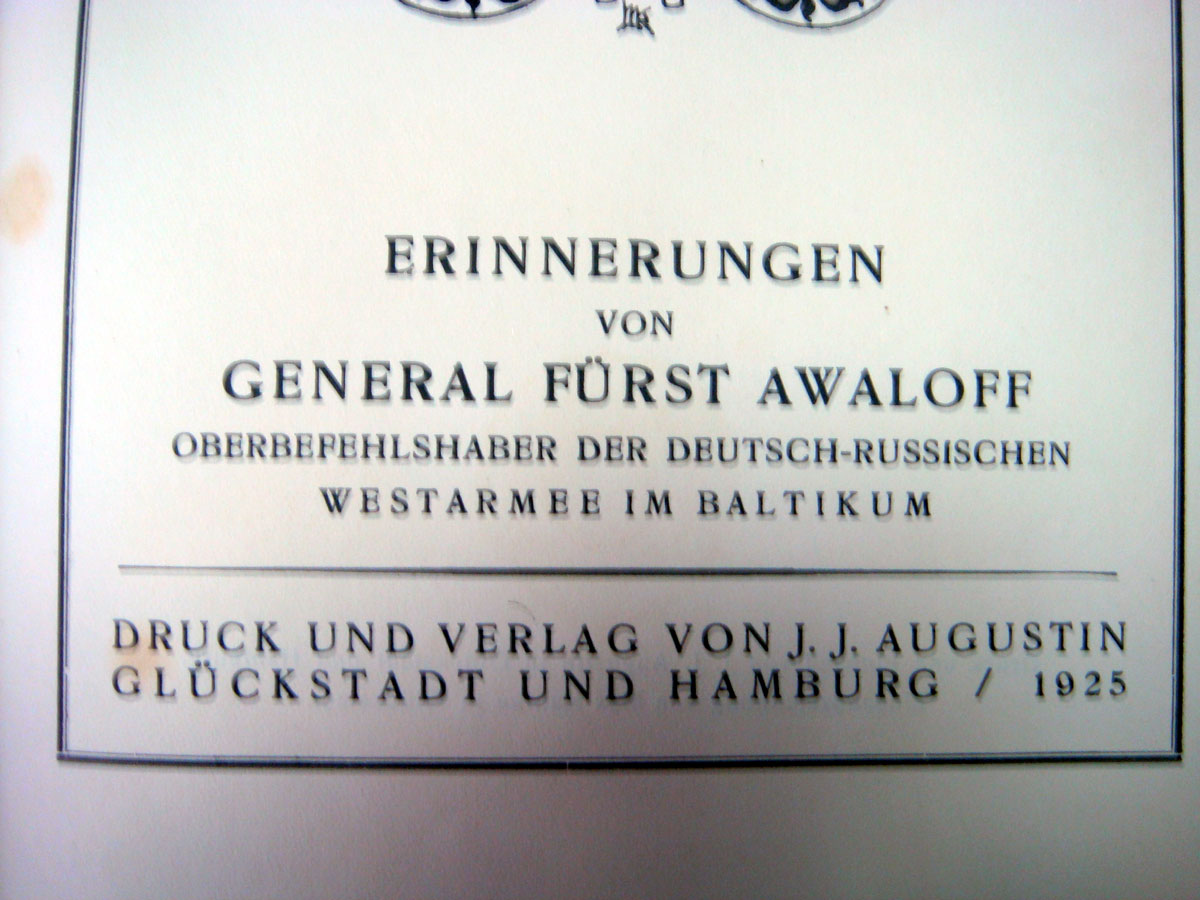 ERINNERUNGEN
VON
GENERAL FÜRST AWALOFF
OBERBEFEHLSHABER DER DEUTSCH-RUSSISCHEN
WESTARMEE IM BALTIKUM
DRUCK UND VERLAG VON J. J. AUGUSTIN
GLÜCKSTADT UND HAMBURG / 1925